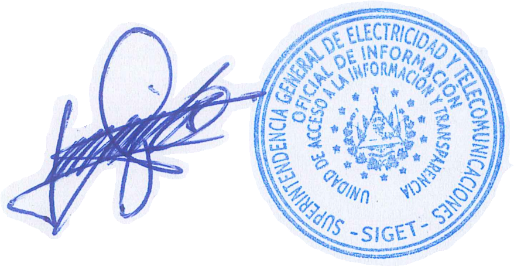 SUPERINTENDENCIA GENERAL DE ELECTRICIDAD Y TELECOMUNICACIONES
OFICIAL DE INFORMACIÓN
UNIDAD DE ACCESO A LA INFORMACIÓN Y TRANSPARENCIA
- SIGET -